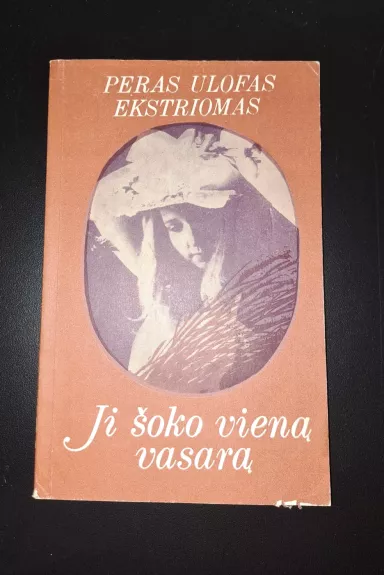 PERAS ULOFAS
EKSTRIOMAS
Ji šoko vieną
vasarą